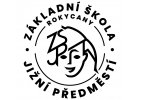 ZÁKLADNÍ ŠKOLA
ROKYCANY
JIŽNÍ PŘEDMĚSTÍ